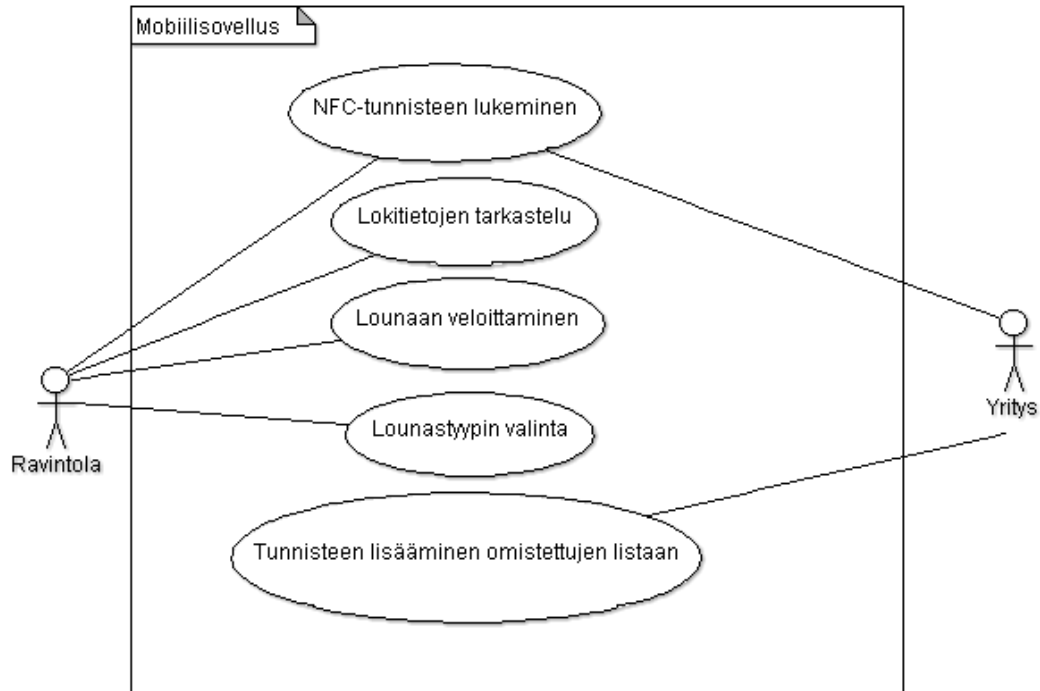 Mobiilisovellus
NFC-tunnisteen lukeminen
Lokitietojen tarkastelu
Lounaan veloittaminen
Lounastyypin valinta
Tunnisteen lisääminen omistettujen listaan
Ravintola
Yritys